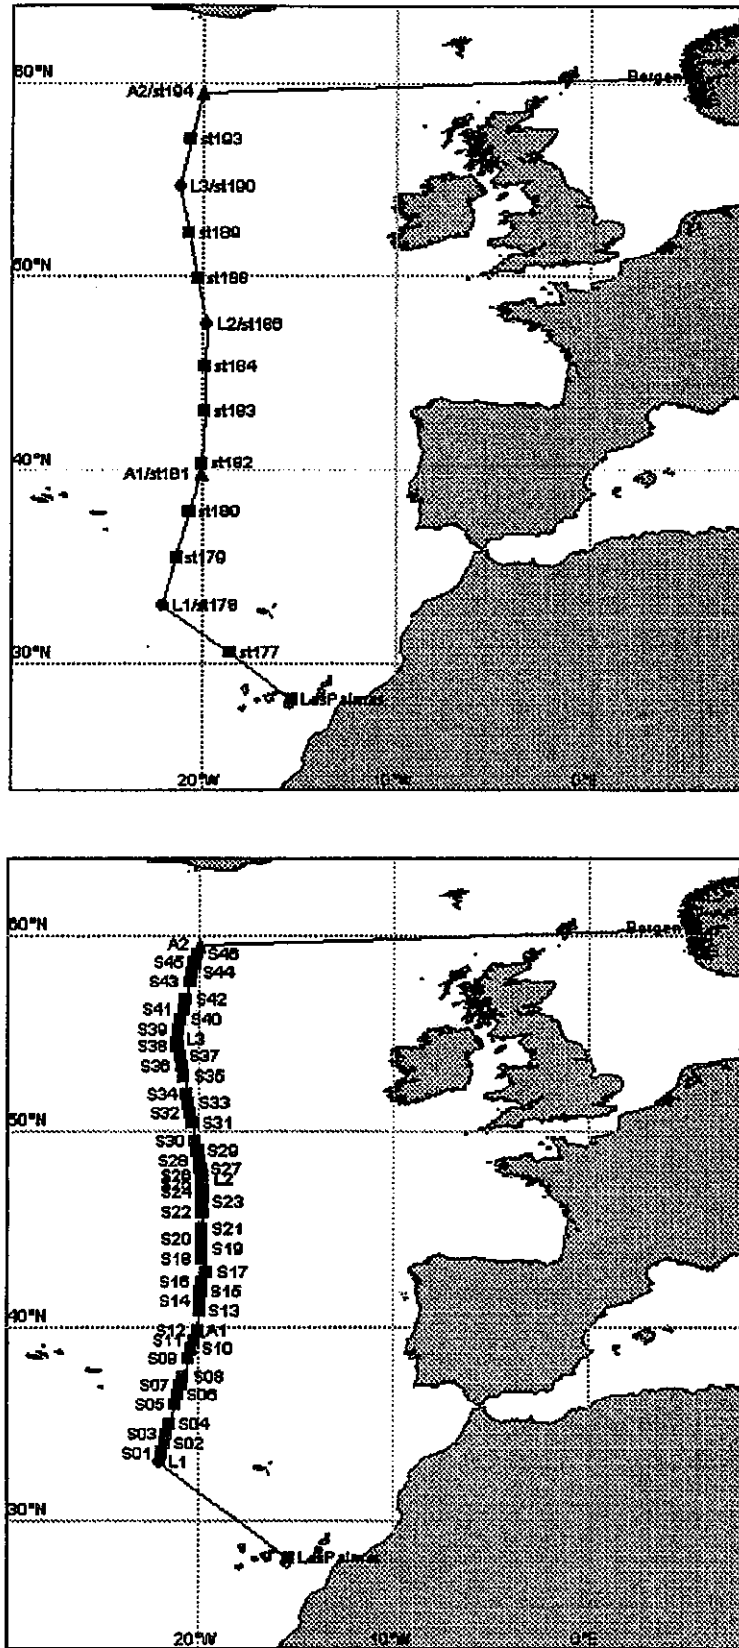 60°N
Bergen
A2/st194
st193
L3/st190
st189
50°N
st188
L2/st186
st184
st183
40°N
st182
A1/st181
st180
st179
L1/st178
30°N
st177
LasPalmas
20°W
10°W
0°E
60°N
Bergen
A2
S46
S45
S44
S43
S42
S41
S40
S39
L3
S38
S37
S36
S35
S34
S33
50°N
S32
S31
S30
S29
S28
S27
L2
S24
S23
S22
S21
S20
S19
S18
S17
S16
S15
S14
S13
40°N
S12
A1
S11
S10
S09
S08
S07
S06
S05
S04
S03
S02
S01
L1
30°N
LasPalmas
20°W
10°W
0°E